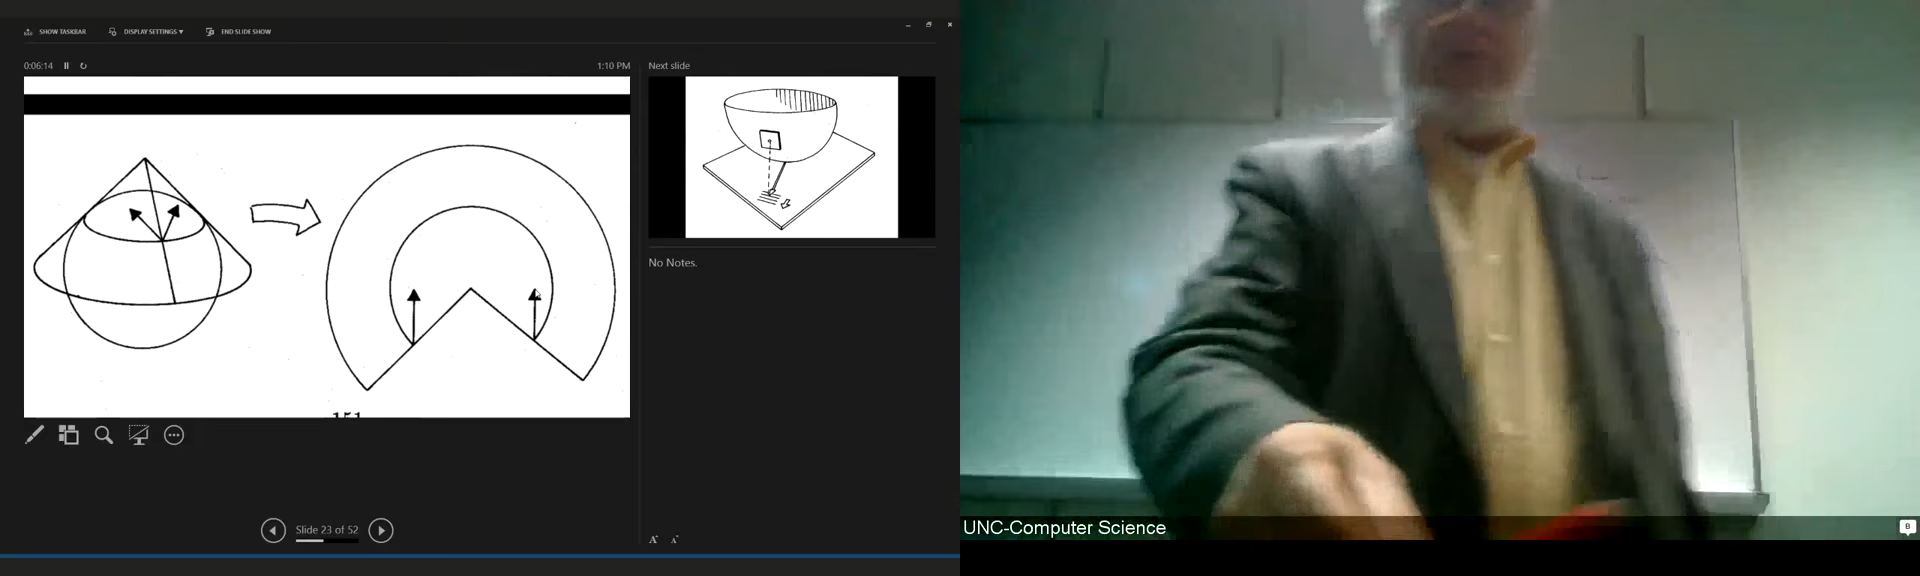 SHOW TASKBAR
DISPLAY SETTINGS ▾
END SLIDE SHOW
0:06:14
1:10 PM
Next slide
No Notes.
Slide 23 of 52
A
A
UNC-Computer Science
B